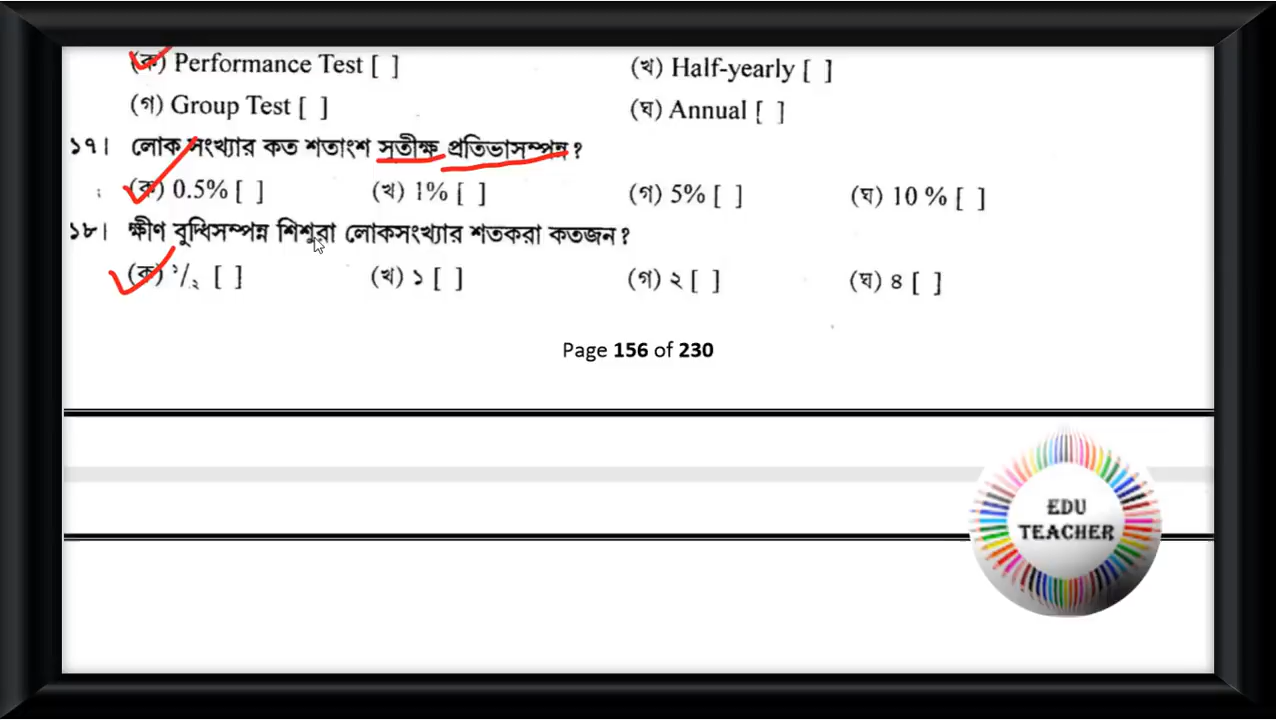 (ক) Performance Test [ ] (খ) Half-yearly [ ]
(গ) Group Test [ ] (ঘ) Annual [ ]
১৭। লোক সংখ্যার কত শতাংশ সুতীক্ষ্ণ প্রতিভাসম্পন্ন?
(ক) 0.5% [ ] (খ) 1% [ ] (গ) 5% [ ] (ঘ) 10 % [ ]
১৮। ক্ষীণ বুদ্ধিসম্পন্ন শিশুরা লোকসংখ্যার শতকরা কতজন?
(ক) ১/২ [ ] (খ) ১ [ ] (গ) ২ [ ] (ঘ) ৪ [ ]
Page 156 of 230
EDU
TEACHER